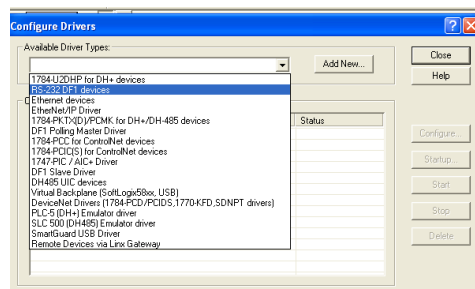 Configure Drivers
Available Driver Types:
Add New...
Close
Help
1784-U2DHP for DH+ devices
RS-232 DF1 devices
Ethernet devices
EtherNet/IP Driver
1784-PKTX(D)/PCMK for DH+/DH-485 devices
DF1 Polling Master Driver
1784-PCC for ControlNet devices
1784-PCIC(S) for ControlNet devices
1747-PIC / AIC+ Driver
DF1 Slave Driver
DH485 UIC devices
Virtual Backplane (SoftLogix58xx, USB)
DeviceNet Drivers (1784-PCD/PCIDS,1770-KFD,SDNPT drivers)
PLC-5 (DH+) Emulator driver
SLC 500 (DH485) Emulator driver
SmartGuard USB Driver
Remote Devices via Linx Gateway
Status
Configure...
Startup...
Start
Stop
Delete